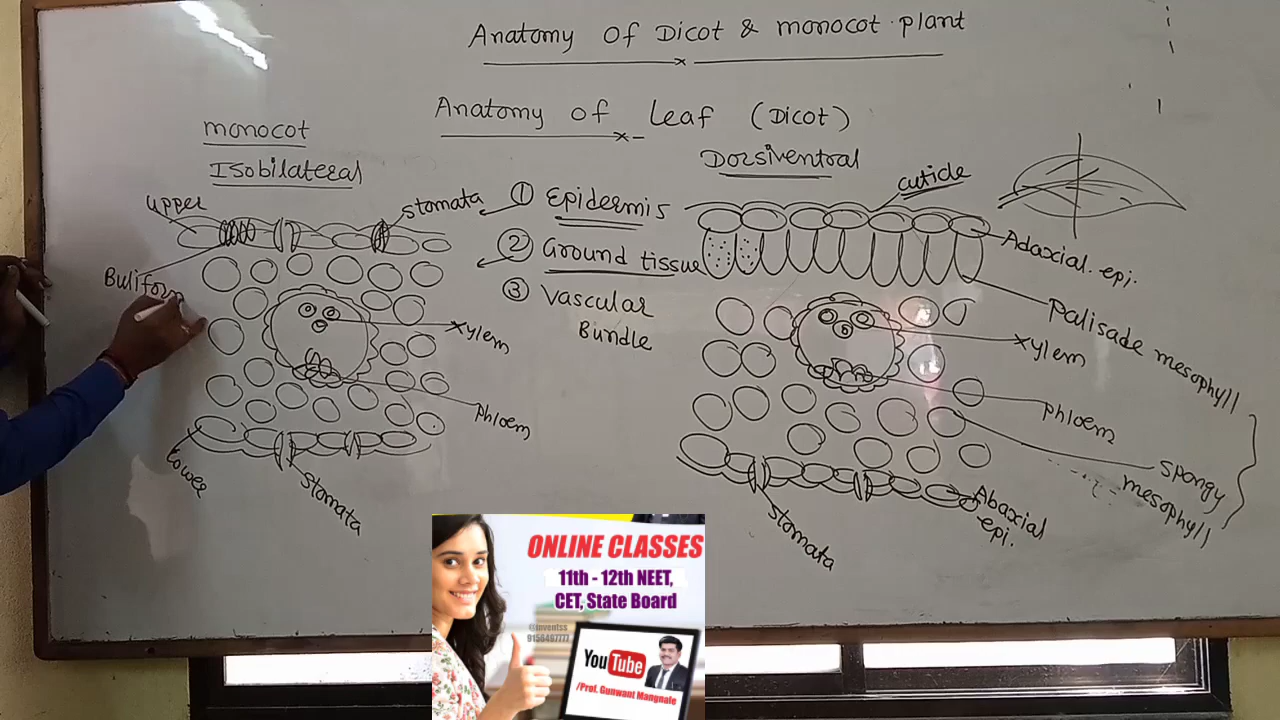 Anatomy Of Dicot & monocot plant
Anatomy of Leaf (Dicot)
monocot
Isobilateral
upper
stomata
Buliform
Xylem
Phloem
Lower
stomata
① Epidermis
② Ground tissue
③ Vascular
Bundle
Dorsiventral
cuticle
Adaxial. epi.
Palisade mesophyll
Xylem
Phloem
Spongy
mesophyll
Abaxial
epi.
stomata
ONLINE CLASSES
11th - 12th NEET,
CET, State Board
@inventss
9156497777
YouTube
/Prof. Gunwant Mangnale